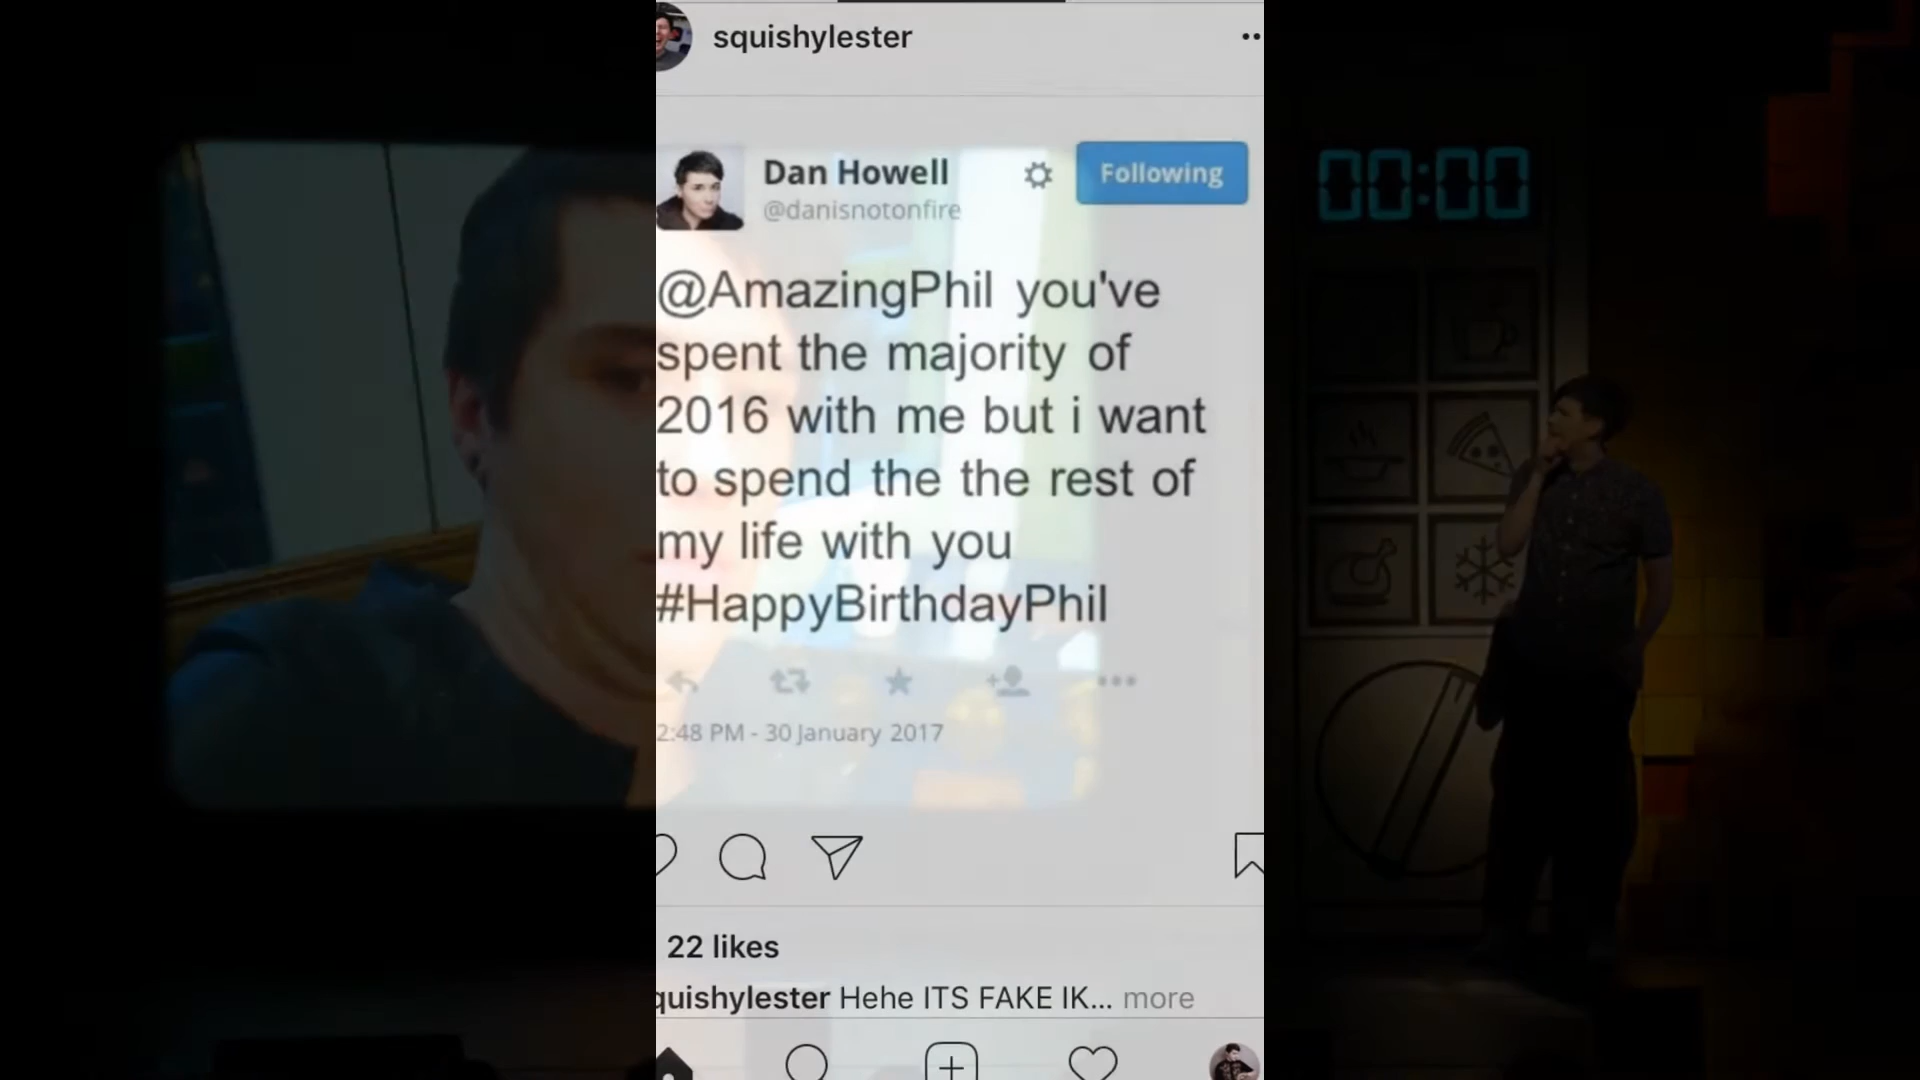 squishylester
Dan Howell
Following
@danisnotonfire
@AmazingPhil you've
spent the majority of
2016 with me but i want
to spend the the rest of
my life with you
#HappyBirthdayPhil
2:48 PM - 30 January 2017
22 likes
quishylester Hehe ITS FAKE IK... more
00:00